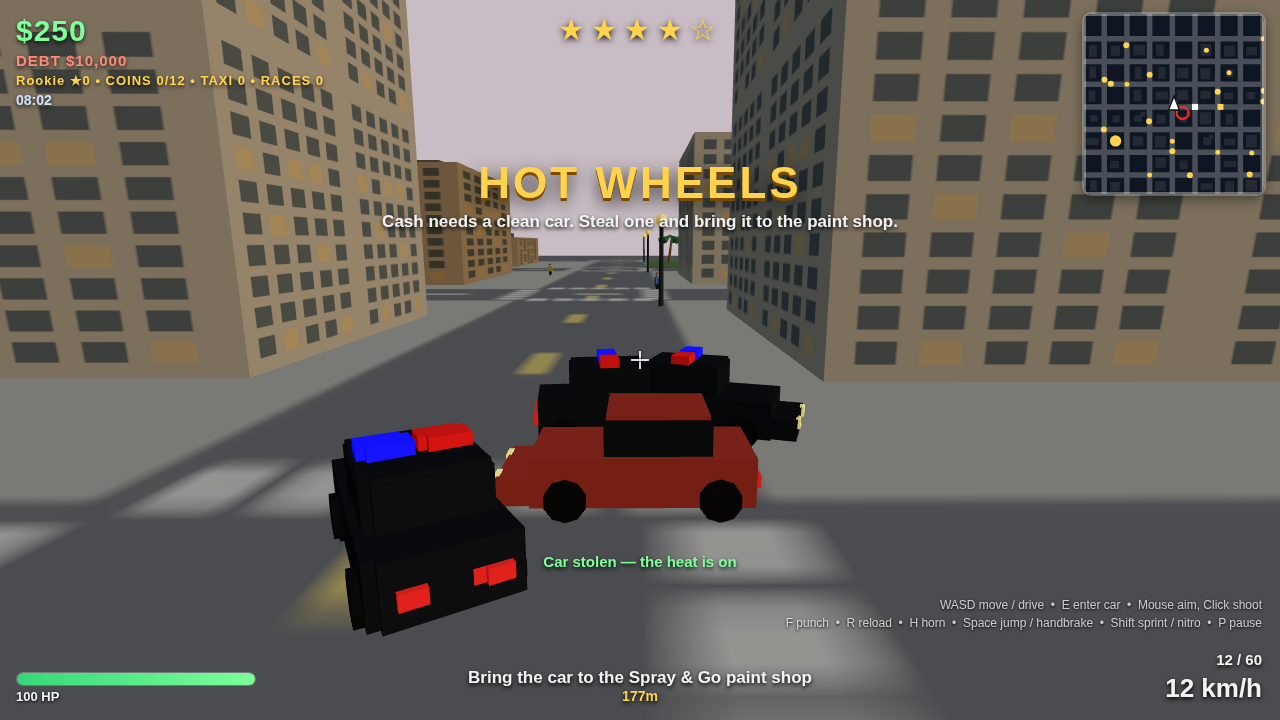 $250
DEBT $10,000
Rookie ★0 • COINS 0/12 • TAXI 0 • RACES 0
08:02
★ ★ ★ ★ ☆
HOT WHEELS
Cash needs a clean car. Steal one and bring it to the paint shop.
Car stolen — the heat is on
WASD move / drive • E enter car • Mouse aim, Click shoot
F punch • R reload • H horn • Space jump / handbrake • Shift sprint / nitro • P pause
12 / 60
12 km/h
Bring the car to the Spray & Go paint shop
177m
100 HP